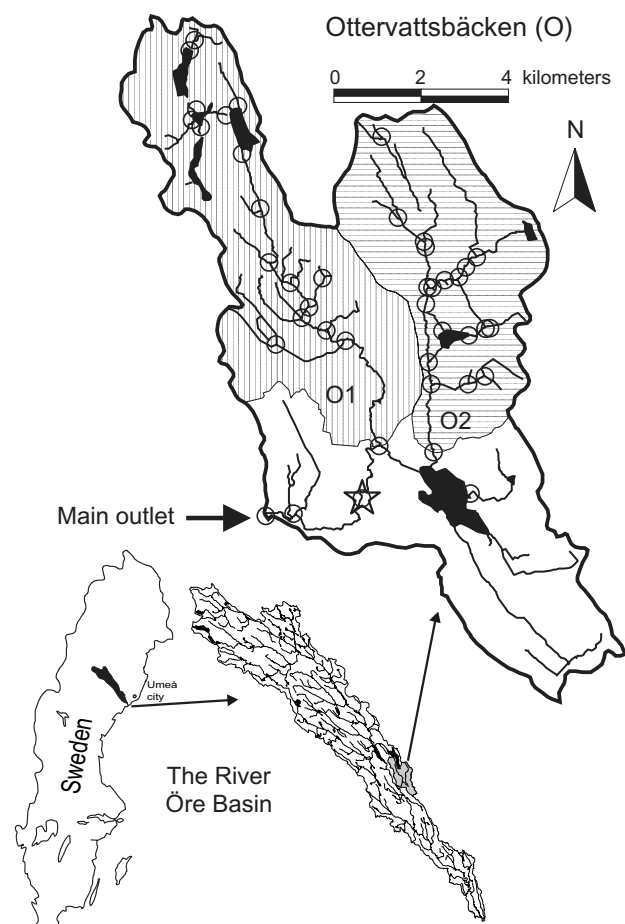 Ottervattsbäcken (O)
0 2 4 kilometers
N
O1
O2
Main outlet
Umeå
city
Sweden
The River
Öre Basin